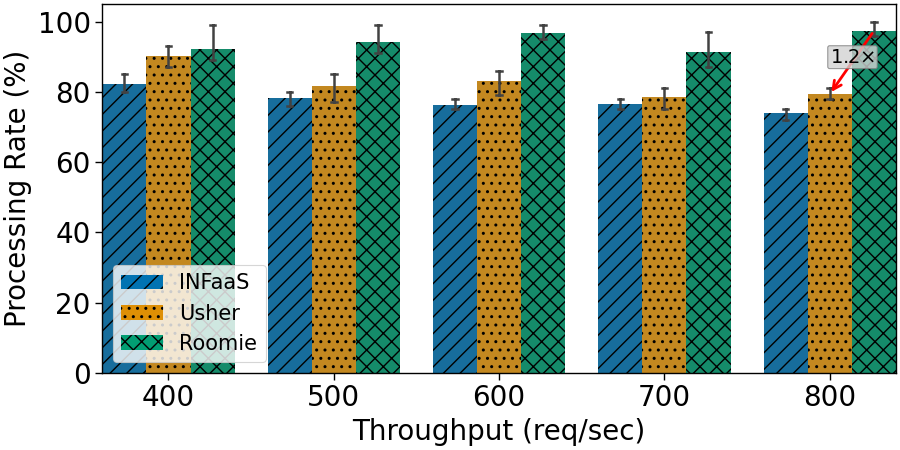 Processing Rate (%)
100
80
60
40
20
0
1.2×
INFaaS
Usher
Roomie
400 500 600 700 800
Throughput (req/sec)